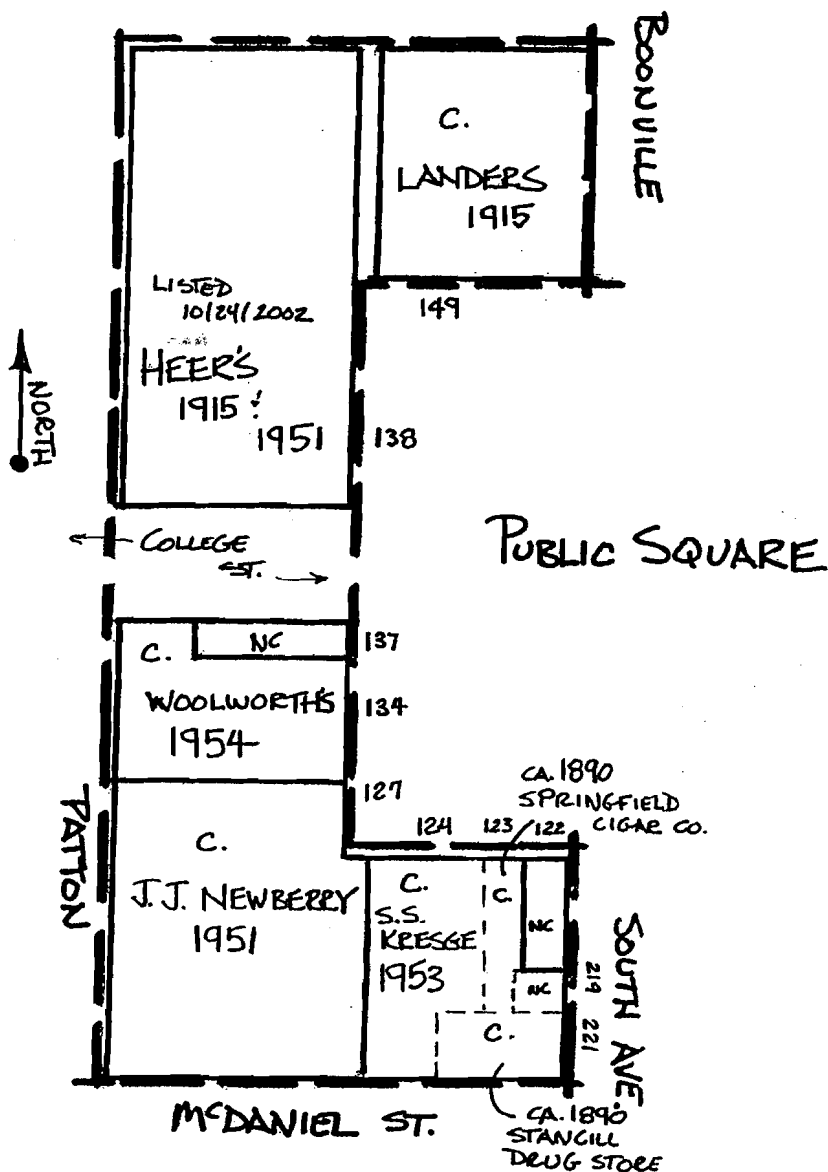 BOONVILLE
C.
LANDERS
1915
149
LISTED
10/24/2002
HEER'S
1915 &
1951
138
NORTH
COLLEGE
ST.
PUBLIC SQUARE
NC
137
C.
WOOLWORTH'S
134
1954
127
PATTON
CA. 1890
SPRINGFIELD
CIGAR CO.
124
123
122
C.
J.J. NEWBERRY
1951
C.
S.S.
KRESGE
1953
C.
NC
NC
219
221
SOUTH AVE.
C.
McDANIEL ST.
CA. 1890
STANCILL
DRUG STORE